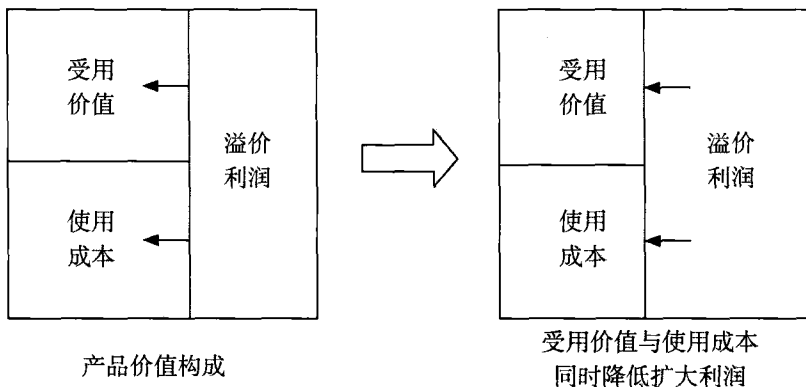 受用
价值
溢价
利润
使用
成本
产品价值构成
受用
价值
溢价
利润
使用
成本
受用价值与使用成本
同时降低扩大利润